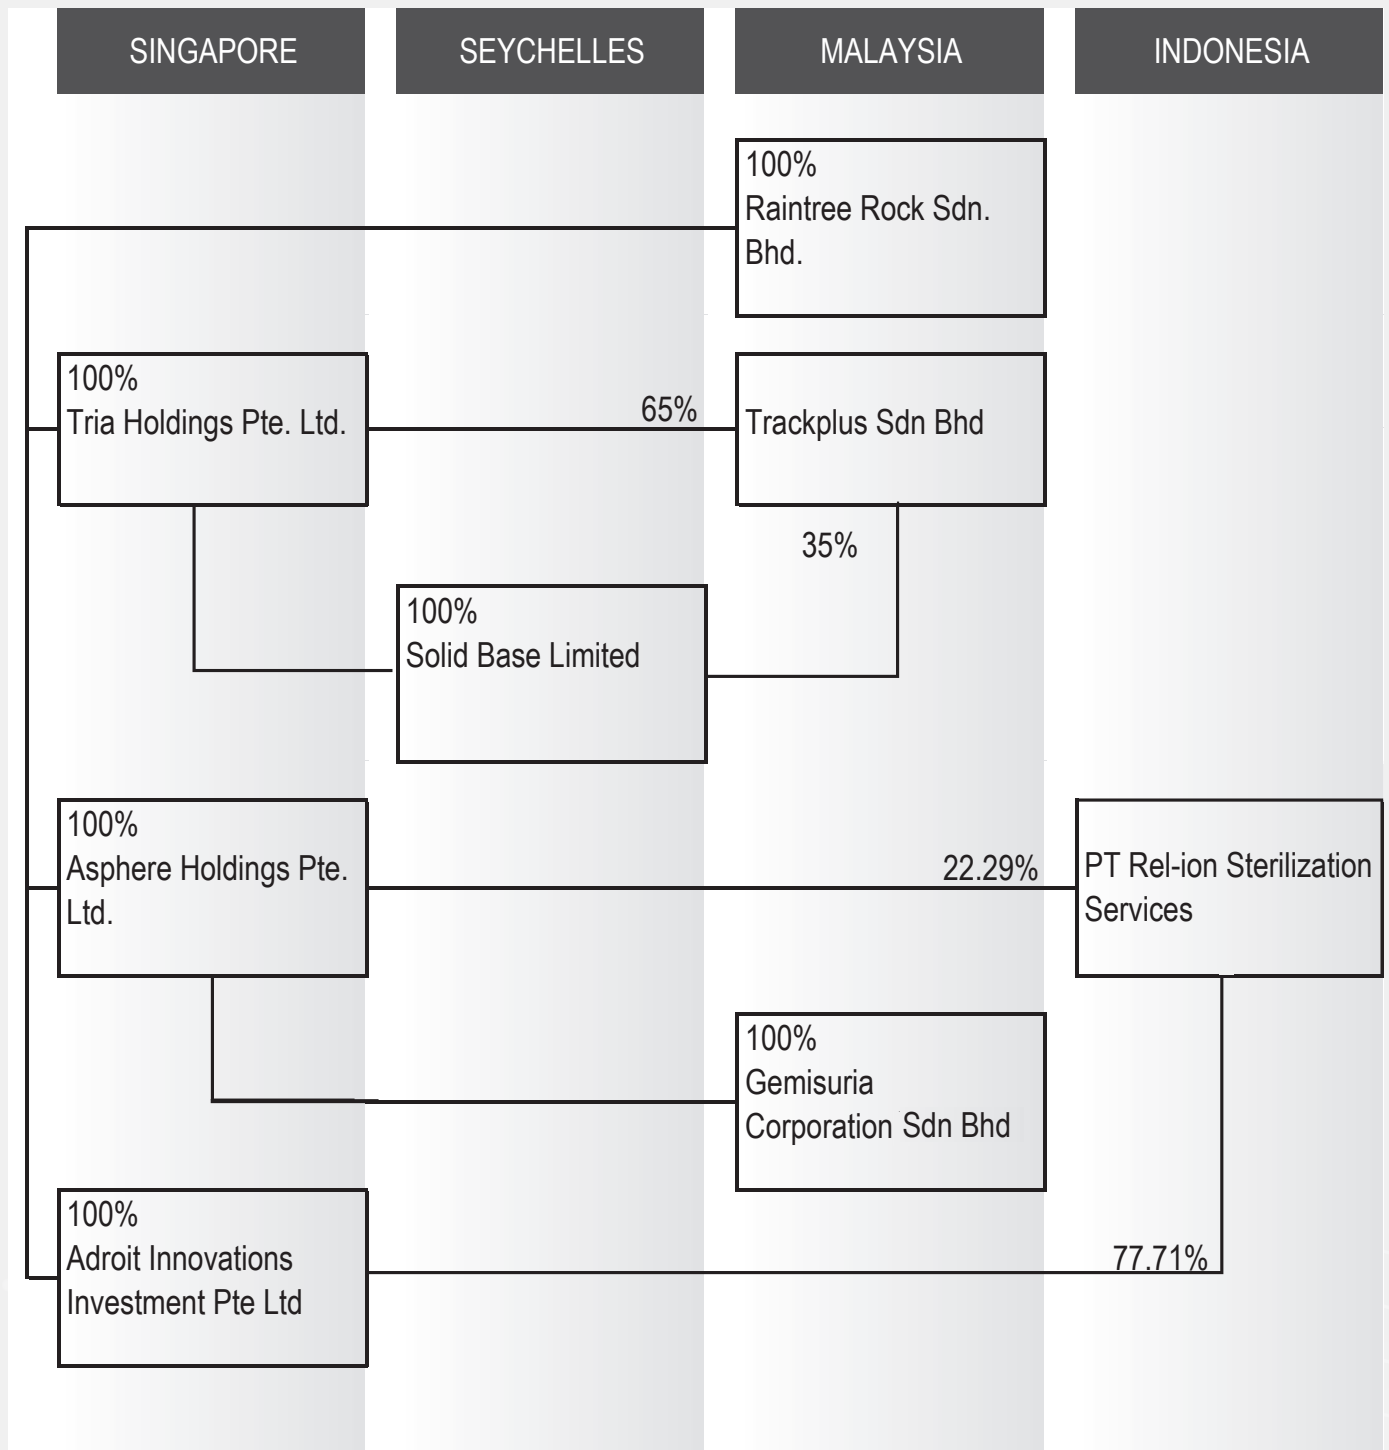 SINGAPORE
SEYCHELLES
MALAYSIA
INDONESIA
100%
Raintree Rock Sdn.
Bhd.
100%
Tria Holdings Pte. Ltd.
65%
Trackplus Sdn Bhd
35%
100%
Solid Base Limited
100%
Asphere Holdings Pte.
Ltd.
22.29%
PT Rel-ion Sterilization
Services
100%
Gemisuria
Corporation Sdn Bhd
100%
Adroit Innovations
Investment Pte Ltd
77.71%